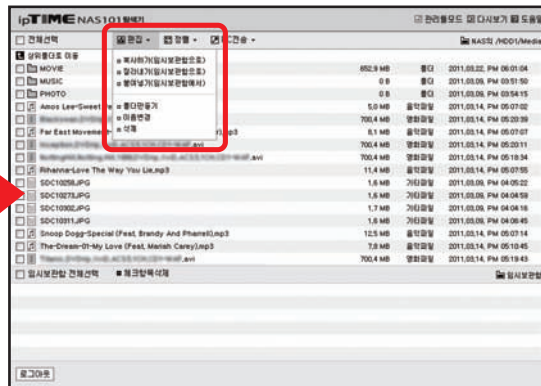 ipTIME NAS101탐색기
관리툴모드 다시보기 도움말
전체선택 편집 정렬 PC전송 NAS의 /HDD1/Media
상위폴더로 이동
복사하기(임시보관함으로)
잘라내기(임시보관함으로)
붙여넣기(임시보관함에서)
폴더만들기
이름변경
삭제
MOVIE 652,9 MB 폴더 2011,03,22, PM 06:01:04
MUSIC 0 B 폴더 2011,03,09, PM 03:51:50
PHOTO 0 B 폴더 2011,03,09, PM 03:54:15
Amos Lee-Sweet 5,0 MB 음악파일 2011,03,14, PM 05:07:02
700,4 MB 영화파일 2011,03,14, PM 05:20:39
Far East Movement mp3 8,1 MB 음악파일 2011,03,14, PM 05:07:07
.avi 700,4 MB 영화파일 2011,03,14, PM 05:20:11
.avi 700,4 MB 영화파일 2011,03,14, PM 05:18:34
Rihanna-Love The Way You Lie,mp3 11,4 MB 음악파일 2011,03,14, PM 05:07:55
SDC10258,JPG 1,6 MB 기타파일 2011,03,09, PM 04:05:22
SDC10273,JPG 1,6 MB 기타파일 2011,03,09, PM 04:04:59
SDC10302,JPG 1,7 MB 기타파일 2011,03,09, PM 04:04:16
SDC10311,JPG 1,6 MB 기타파일 2011,03,09, PM 04:06:45
Snoop Dogg-Special (Feat, Brandy And Pharrell),mp3 12,5 MB 음악파일 2011,03,14, PM 05:07:14
The-Dream-01-My Love (Feat, Mariah Carey),mp3 7,8 MB 음악파일 2011,03,14, PM 05:10:45
.avi 700,4 MB 영화파일 2011,03,14, PM 05:19:43
임시보관함 전체선택 체크항목삭제 임시보관함
로그아웃